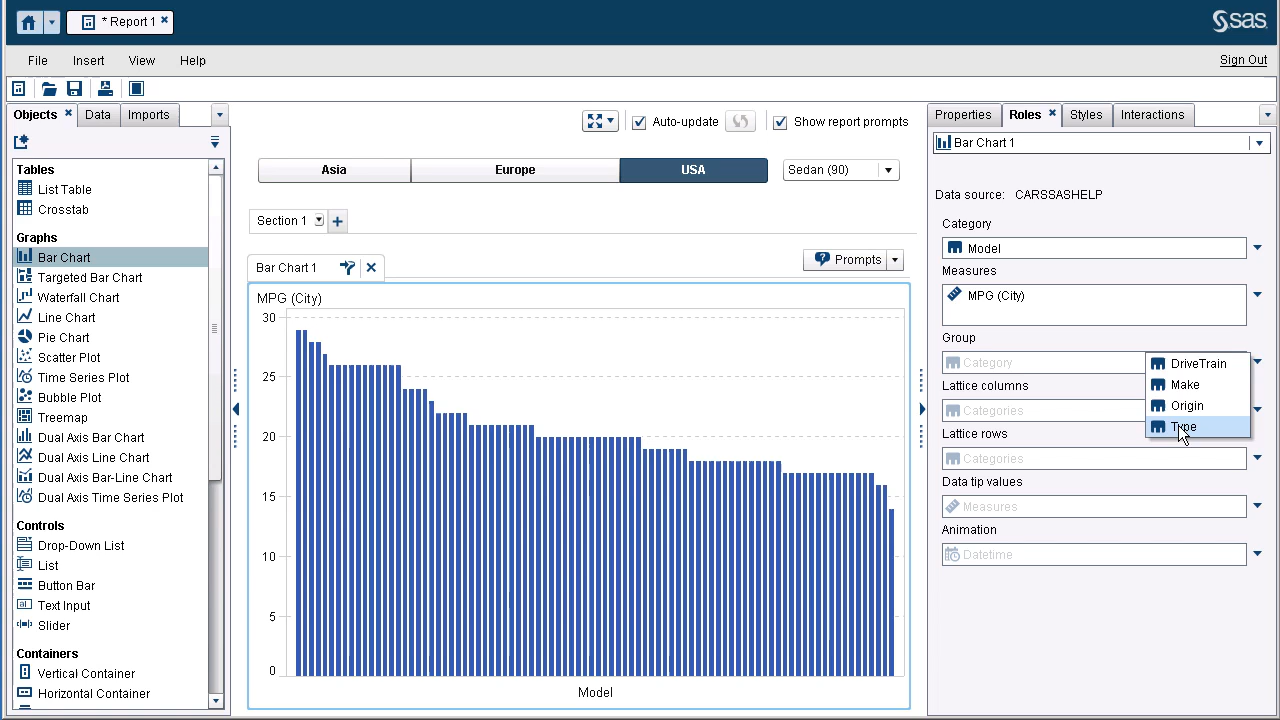 * Report 1
sas
File Insert View Help Sign Out
Objects Data Imports
Tables
List Table
Crosstab
Graphs
Bar Chart
Targeted Bar Chart
Waterfall Chart
Line Chart
Pie Chart
Scatter Plot
Time Series Plot
Bubble Plot
Treemap
Dual Axis Bar Chart
Dual Axis Line Chart
Dual Axis Bar-Line Chart
Dual Axis Time Series Plot
Controls
Drop-Down List
List
Button Bar
Text Input
Slider
Containers
Vertical Container
Horizontal Container
Auto-update Show report prompts
Asia Europe USA Sedan (90)
Section 1
Bar Chart 1 Prompts
MPG (City)
30
25
20
15
10
5
0
Model
Properties Roles Styles Interactions
Bar Chart 1
Data source: CARSSASHELP
Category
Model
Measures
MPG (City)
Group
Category
Lattice columns
Categories
Lattice rows
Categories
Data tip values
Measures
Animation
Datetime
DriveTrain
Make
Origin
Type